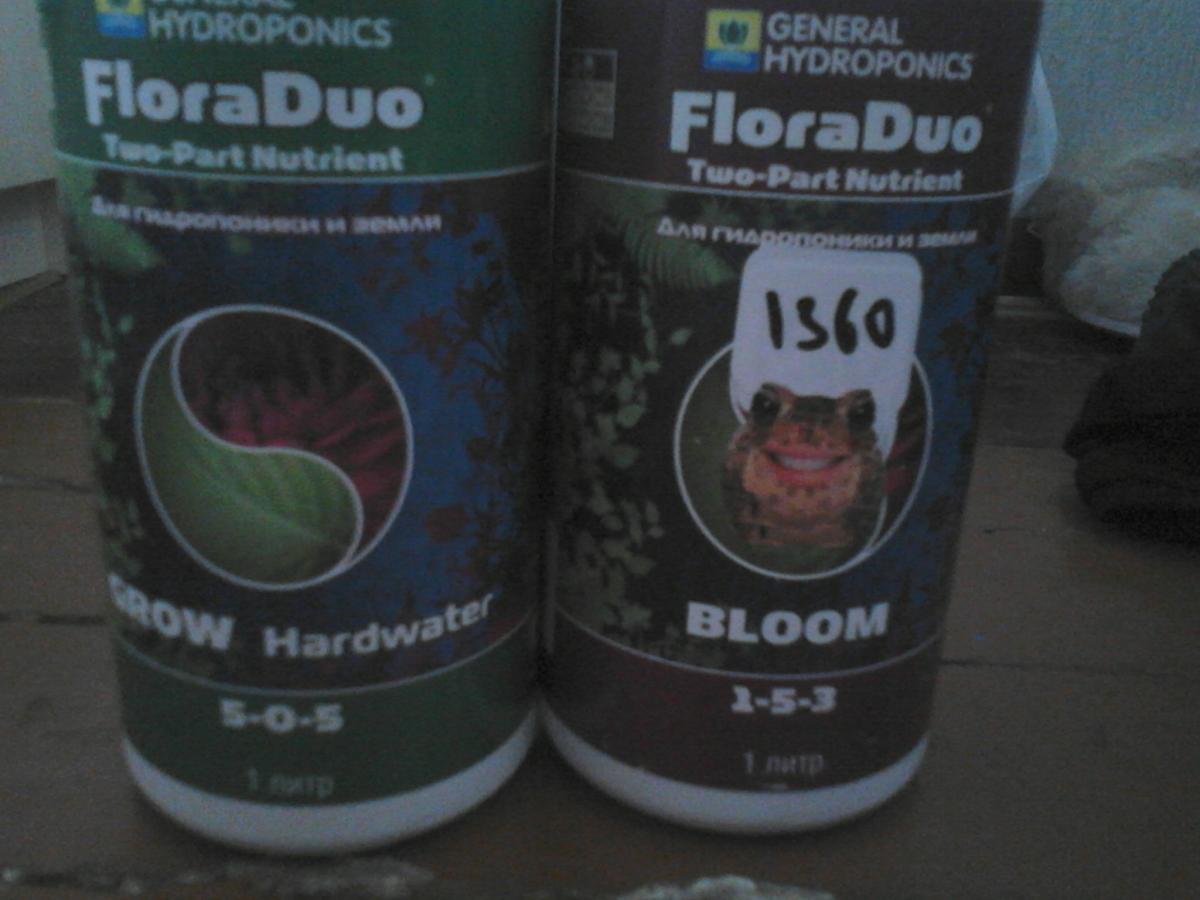 GENERAL
HYDROPONICS
FloraDuo
Two-Part Nutrient
Для гидропоники и земли
GROW Hardwater
5-0-5
1 литр
GENERAL
HYDROPONICS
FloraDuo
Two-Part Nutrient
Для гидропоники и земли
1360
BLOOM
1-5-3
1 литр